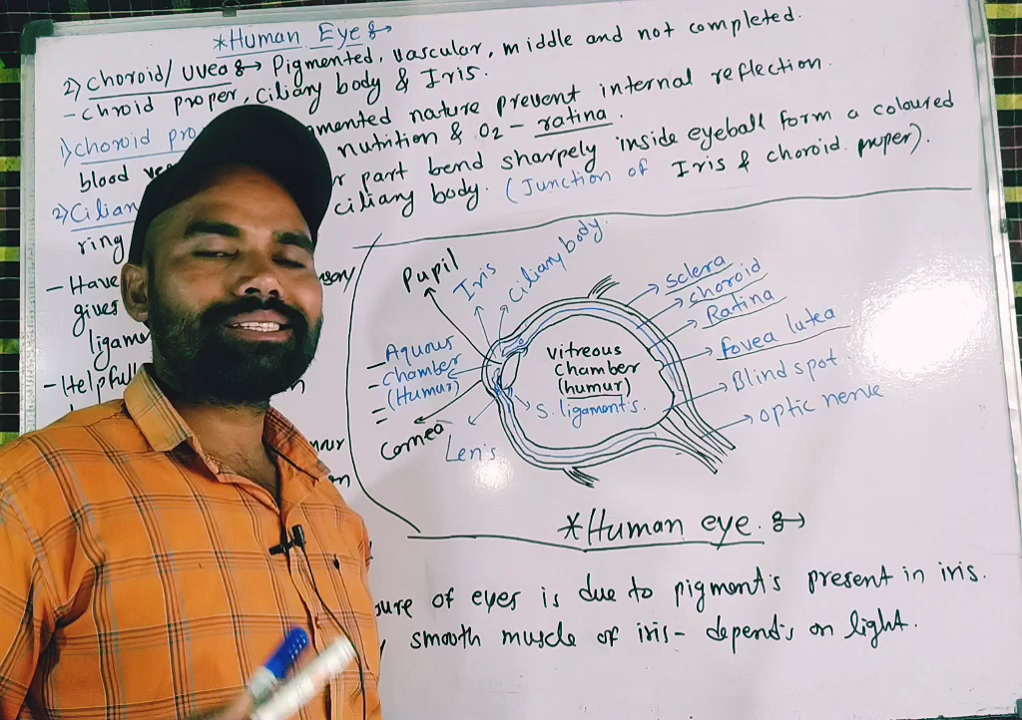 *Human Eye :→
2) Choroid/Uvea :→ Pigmented, vascular, middle and not completed.
- chroid proper, ciliary body & Iris.
1) choroid pro mented nature prevent internal reflection.
blood ve nutrition & O2 - ratina.
2) Cilian r part bend sharpely inside eyeball form a coloured
ring ciliary body. (Junction of Iris & choroid proper).
- Have
gives
ligame
- Helpfull
Pupil
Iris
Ciliary body
Sclera
choroid
Ratina
fovea lutea
Blind spot
optic nerve
Aquous
chamber
(Humur)
Cornea
Lens
vitreous
chamber
(humur)
S. ligament's.
*Human eye. :→
oure of eyes is due to pigment's present in iris.
smooth muscle of iris - depend's on light.